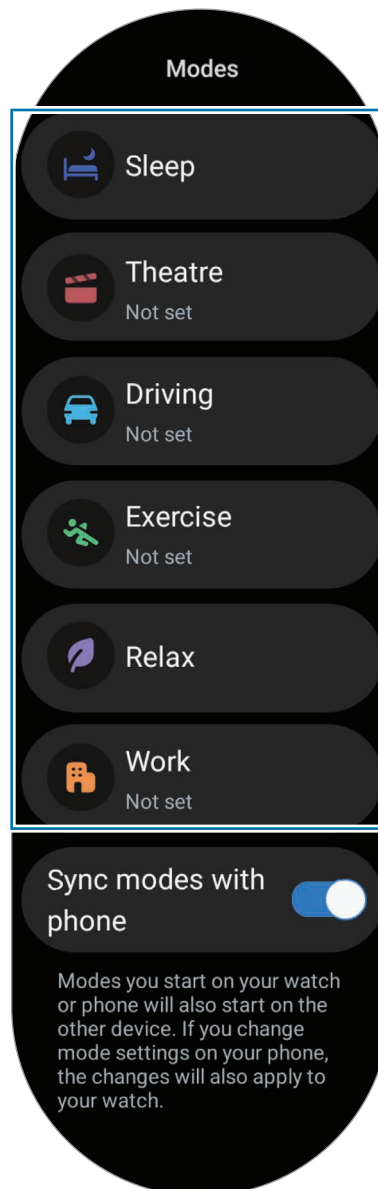 Modes
Sleep
Theatre
Not set
Driving
Not set
Exercise
Not set
Relax
Work
Not set
Sync modes with
phone
Modes you start on your watch
or phone will also start on the
other device. If you change
mode settings on your phone,
the changes will also apply to
your watch.